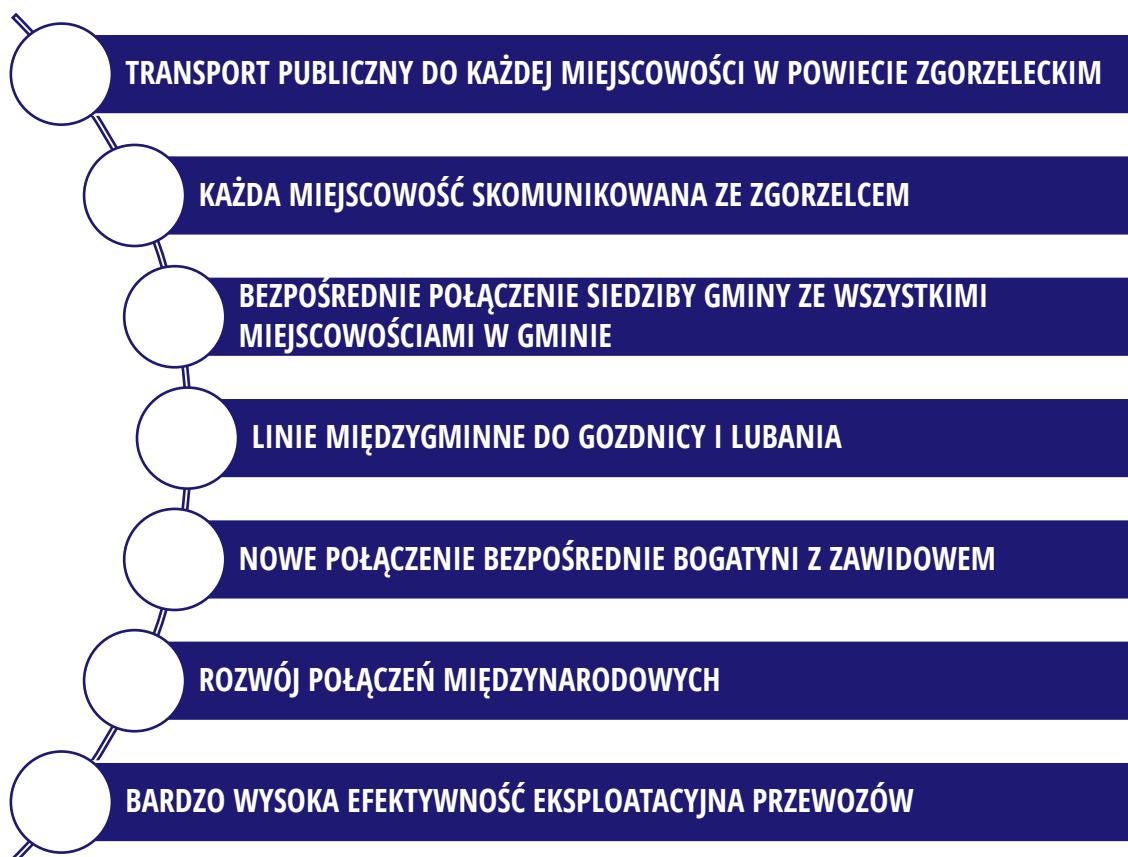 TRANSPORT PUBLICZNY DO KAŻDEJ MIEJSCOWOŚCI W POWIECIE ZGORZELECKIM
KAŻDA MIEJSCOWOŚĆ SKOMUNIKOWANA ZE ZGORZELCEM
BEZPOŚREDNIE POŁĄCZENIE SIEDZIBY GMINY ZE WSZYSTKIMI
MIEJSCOWOŚCIAMI W GMINIE
LINIE MIĘDZYGMINNE DO GOZDNICY I LUBANIA
NOWE POŁĄCZENIE BEZPOŚREDNIE BOGATYNI Z ZAWIDOWEM
ROZWÓJ POŁĄCZEŃ MIĘDZYNARODOWYCH
BARDZO WYSOKA EFEKTYWNOŚĆ EKSPLOATACYJNA PRZEWOZÓW